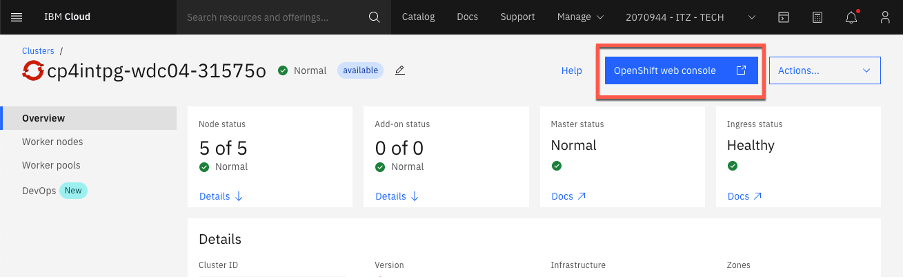 IBM Cloud Search resources and offerings... Catalog Docs Support Manage 2070944 - ITZ - TECH
Clusters /
cp4intpg-wdc04-31575o Normal available Help OpenShift web console Actions...
Overview
Worker nodes
Worker pools
DevOps New
Node status
5 of 5
Normal
Details
Add-on status
0 of 0
Normal
Details
Master status
Normal
Docs
Ingress status
Healthy
Docs
Details
Cluster ID Version Infrastructure Zones